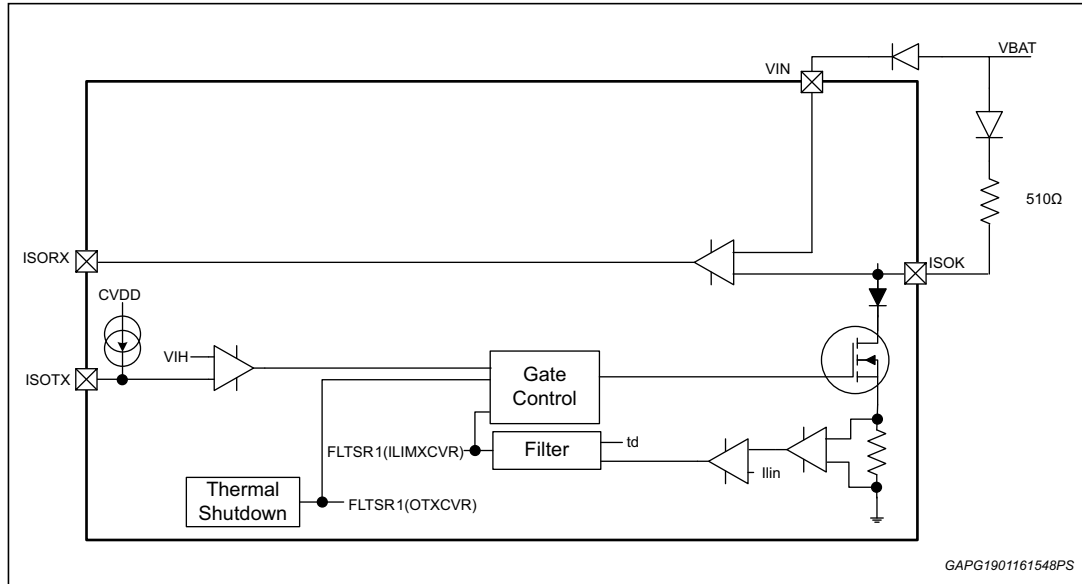 VBAT
VIN
510Ω
ISORX
ISOK
CVDD
VIH
ISOTX
Gate
Control
FLTSR1(ILIMXCVR)
Filter
td
Ilin
Thermal
Shutdown
FLTSR1(OTXCVR)
GAPG1901161548PS